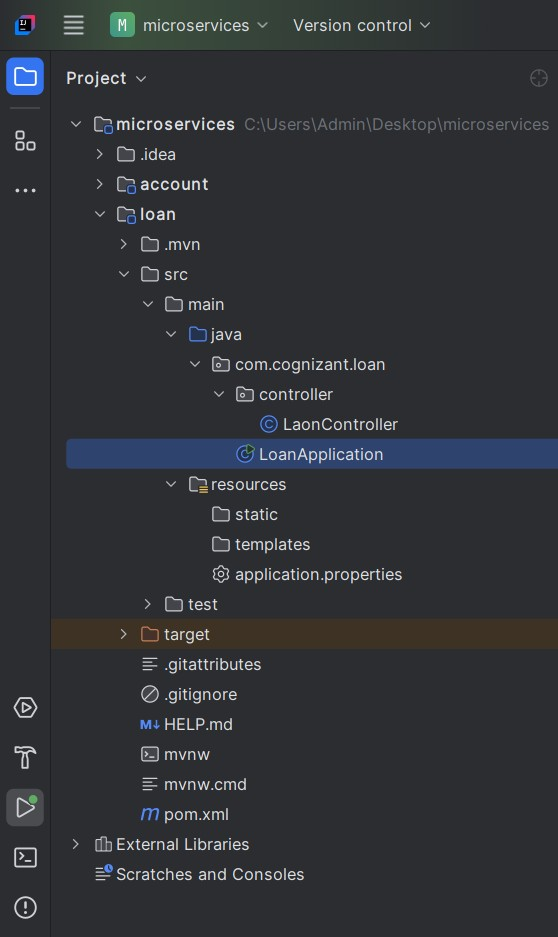 M microservices Version control
Project
microservices C:\Users\Admin\Desktop\microservices
.idea
account
loan
.mvn
src
main
java
com.cognizant.loan
controller
C LaonController
C LoanApplication
resources
static
templates
application.properties
test
target
.gitattributes
.gitignore
M↓ HELP.md
mvnw
mvnw.cmd
m pom.xml
External Libraries
Scratches and Consoles